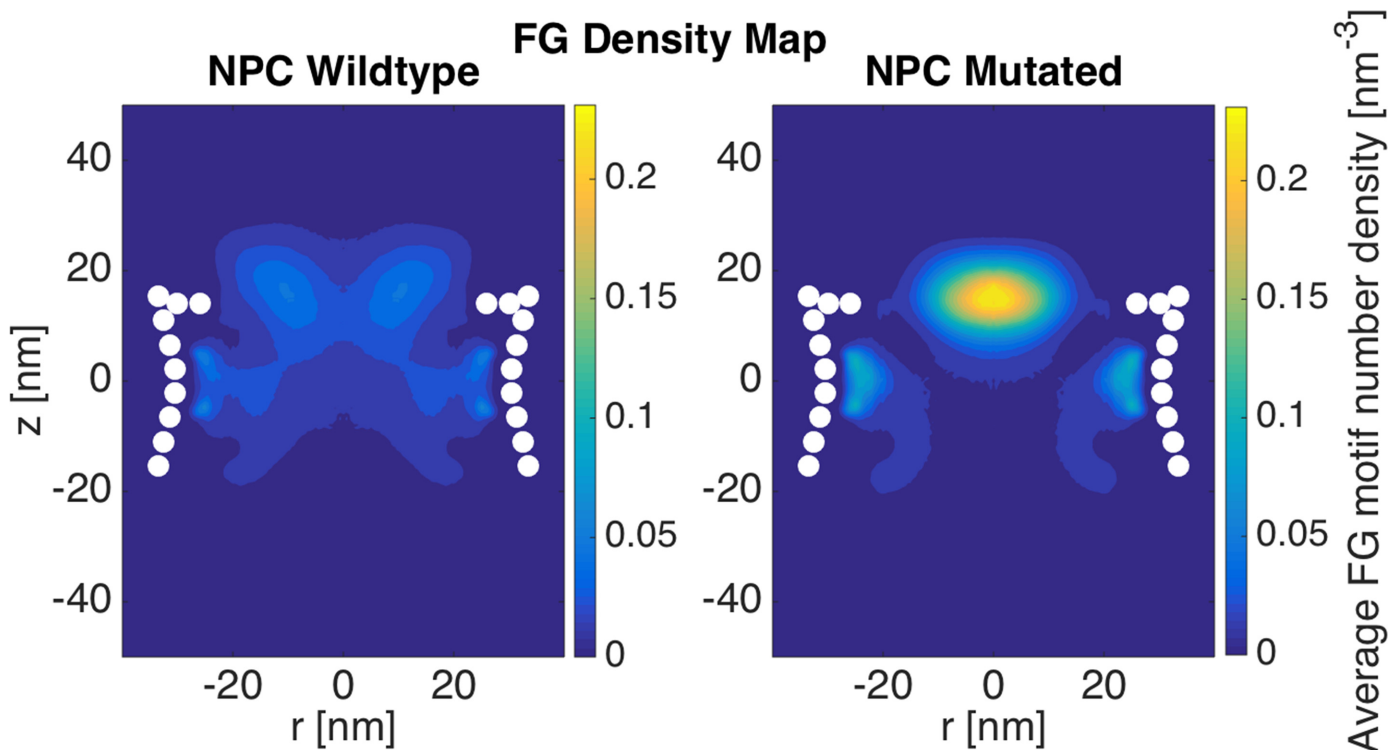 FG Density Map
NPC Wildtype
NPC Mutated
z [nm]
40
20
0
-20
-40
-20 0 20
r [nm]
0.2
0.15
0.1
0.05
0
40
20
0
-20
-40
-20 0 20
r [nm]
0.2
0.15
0.1
0.05
0
Average FG motif number density [nm⁻³]